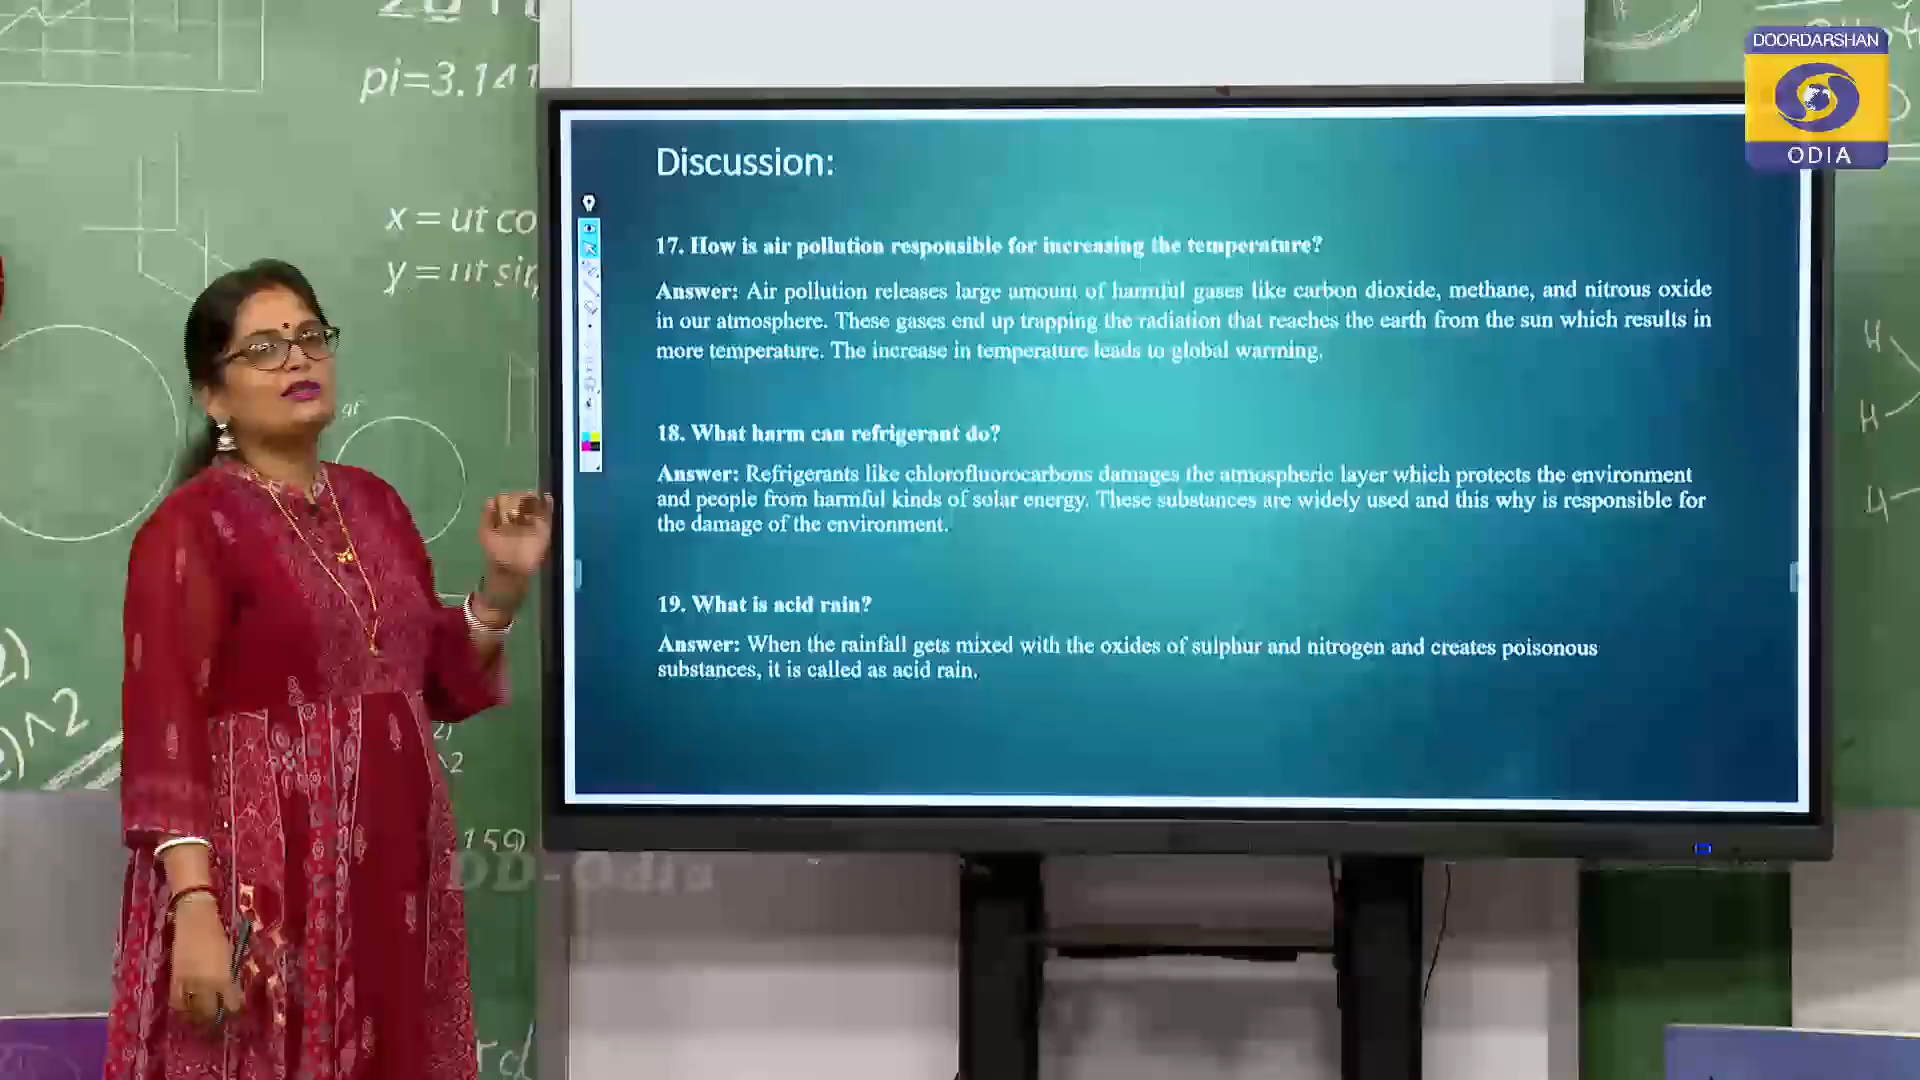 pi=3.141
x = ut co
y = ut sin
DOORDARSHAN
ODIA
Discussion:
17. How is air pollution responsible for increasing the temperature?
Answer: Air pollution releases large amount of harmful gases like carbon dioxide, methane, and nitrous oxide
in our atmosphere. These gases end up trapping the radiation that reaches the earth from the sun which results in
more temperature. The increase in temperature leads to global warming.
18. What harm can refrigerant do?
Answer: Refrigerants like chlorofluorocarbons damages the atmospheric layer which protects the environment
and people from harmful kinds of solar energy. These substances are widely used and this why is responsible for
the damage of the environment.
19. What is acid rain?
Answer: When the rainfall gets mixed with the oxides of sulphur and nitrogen and creates poisonous
substances, it is called as acid rain.
^2
159
DD-Odia
H
H